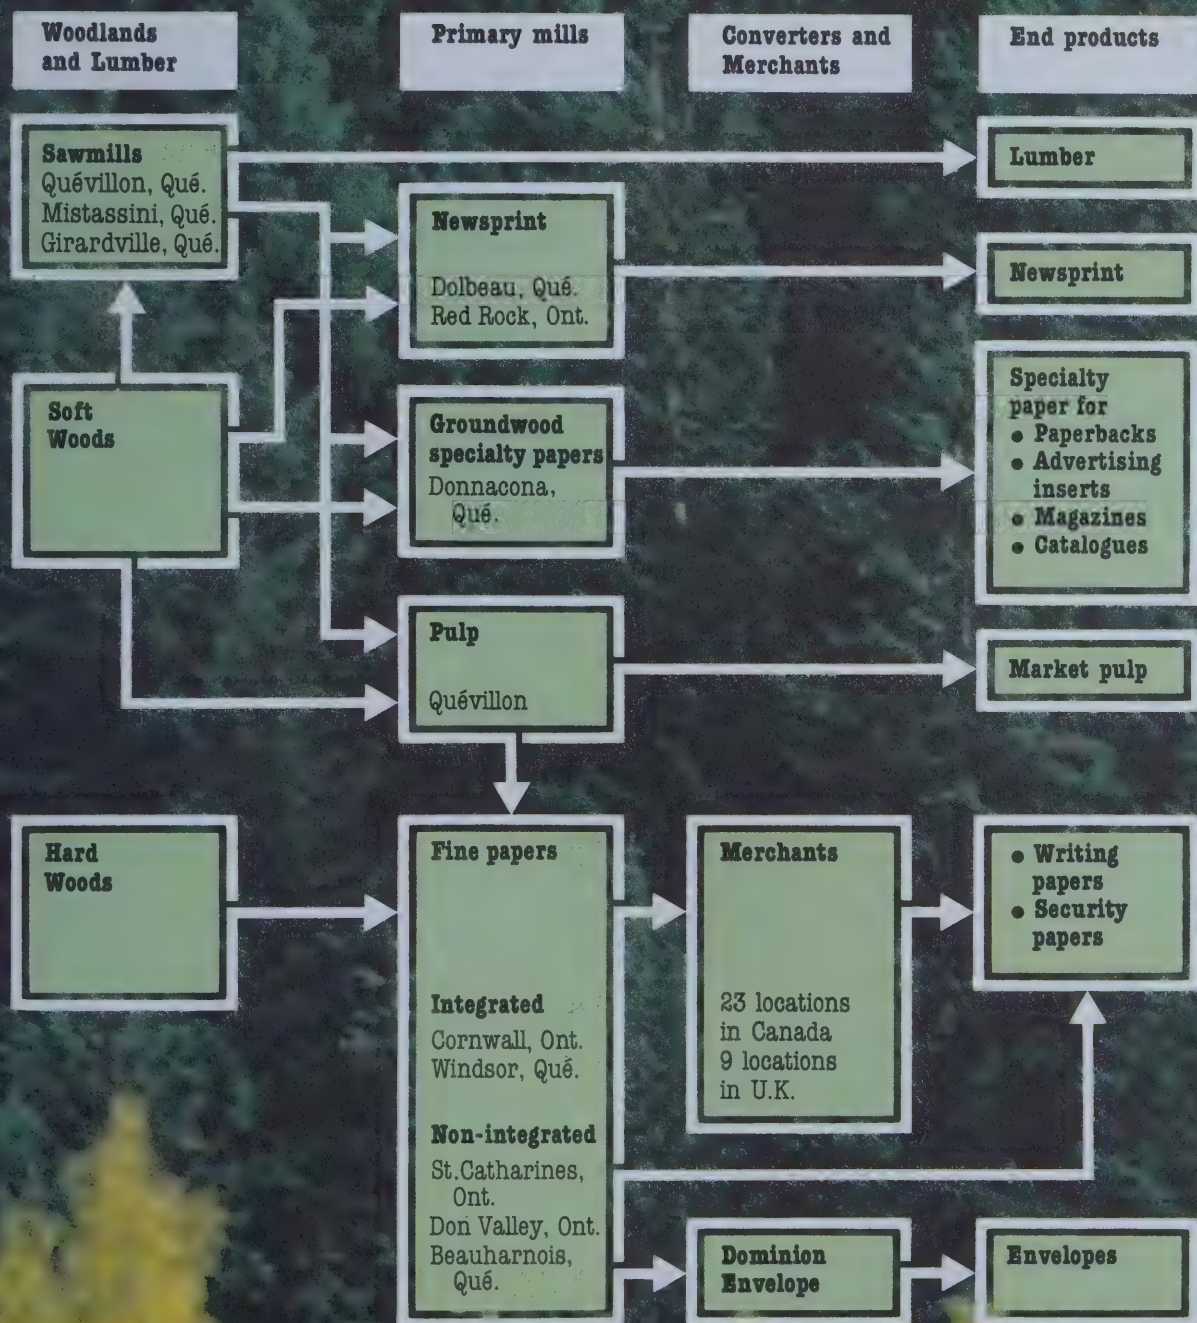 Woodlands
and Lumber
Primary mills
Converters and
Merchants
End products
Sawmills
Quévillon, Qué.
Mistassini, Qué.
Girardville, Qué.
Lumber
Newsprint
Dolbeau, Qué.
Red Rock, Ont.
Newsprint
Soft
Woods
Groundwood
specialty papers
Donnacona,
Qué.
Specialty
paper for
• Paperbacks
• Advertising
inserts
• Magazines
• Catalogues
Pulp
Quévillon
Market pulp
Hard
Woods
Fine papers
Integrated
Cornwall, Ont.
Windsor, Qué.
Non-integrated
St.Catharines,
Ont.
Don Valley, Ont.
Beauharnois,
Qué.
Merchants
23 locations
in Canada
9 locations
in U.K.
• Writing
papers
• Security
papers
Dominion
Envelope
Envelopes